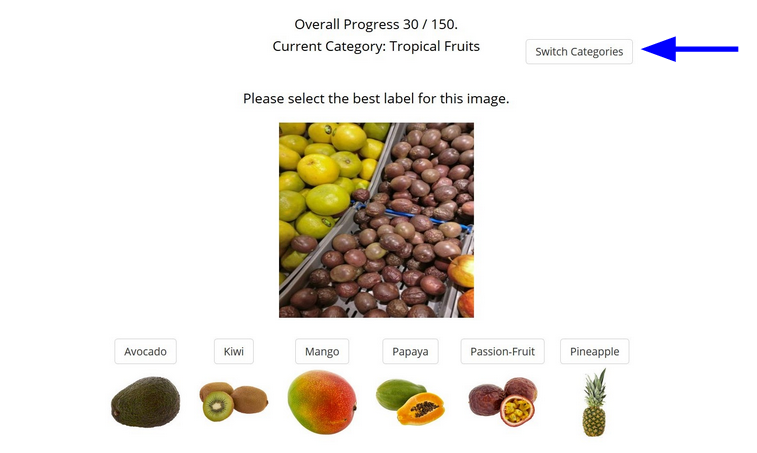 Overall Progress 30 / 150.
Current Category: Tropical Fruits
Switch Categories
Please select the best label for this image.
Avocado
Kiwi
Mango
Papaya
Passion-Fruit
Pineapple